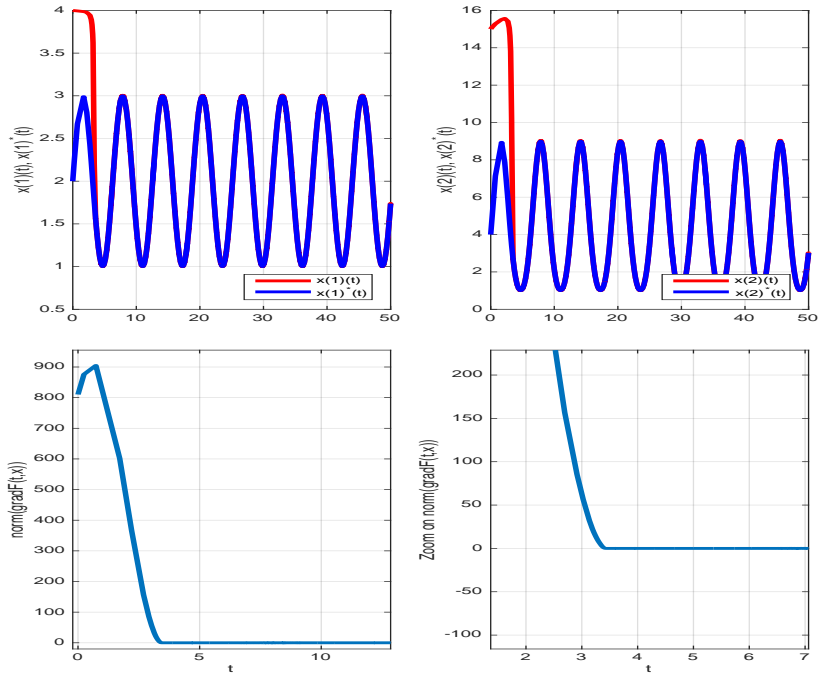 4
3.5
3
2.5
2
1.5
1
0.5
0 10 20 30 40 50
x(1)(t), x(1)*(t)
x(1)(t)
x(1)*(t)
16
14
12
10
8
6
4
2
0
0 10 20 30 40 50
x(2)(t), x(2)*(t)
x(2)(t)
x(2)*(t)
900
800
700
600
500
400
300
200
100
0
0 5 10
norm(gradF(t,x))
t
200
150
100
50
0
-50
-100
2 3 4 5 6 7
Zoom on norm(gradF(t,x))
t